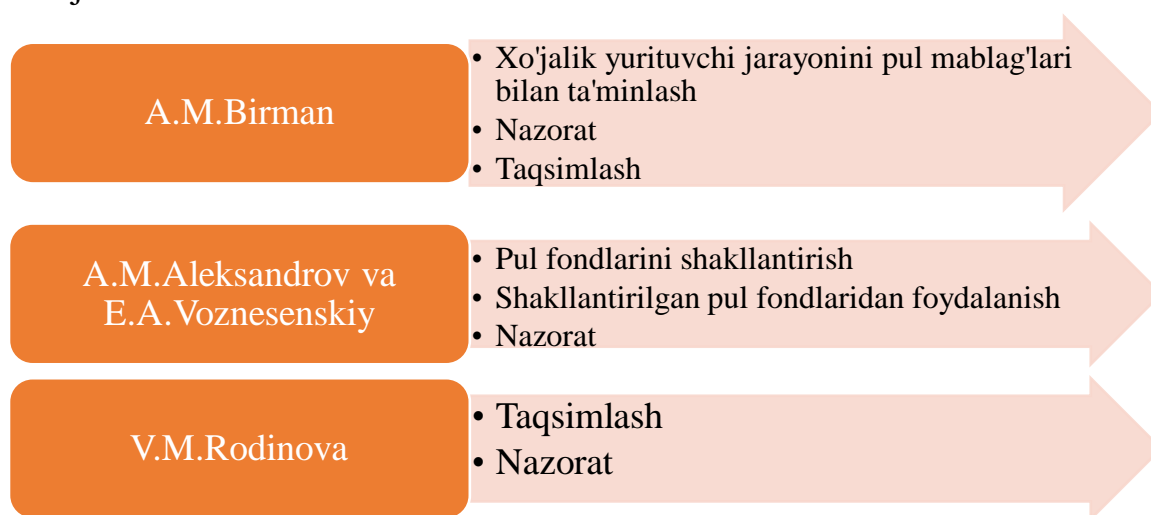 A.M.Birman
• Xo'jalik yurituvchi jarayonini pul mablag'lari
bilan ta'minlash
• Nazorat
• Taqsimlash
A.M.Aleksandrov va
E.A.Voznesenskiy
• Pul fondlarini shakllantirish
• Shakllantirilgan pul fondlaridan foydalanish
• Nazorat
V.M.Rodinova
• Taqsimlash
• Nazorat